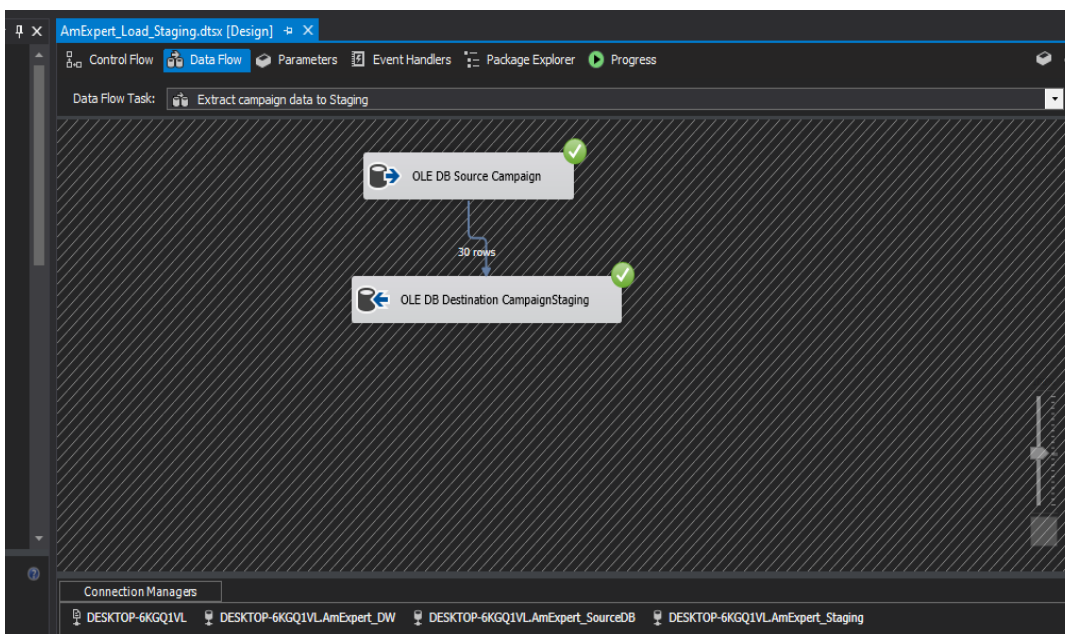 AmExpert_Load_Staging.dtsx [Design]
Control Flow Data Flow Parameters Event Handlers Package Explorer Progress
Data Flow Task: Extract campaign data to Staging
OLE DB Source Campaign
30 rows
OLE DB Destination CampaignStaging
Connection Managers
DESKTOP-6KGQ1VL DESKTOP-6KGQ1VL.AmExpert_DW DESKTOP-6KGQ1VL.AmExpert_SourceDB DESKTOP-6KGQ1VL.AmExpert_Staging